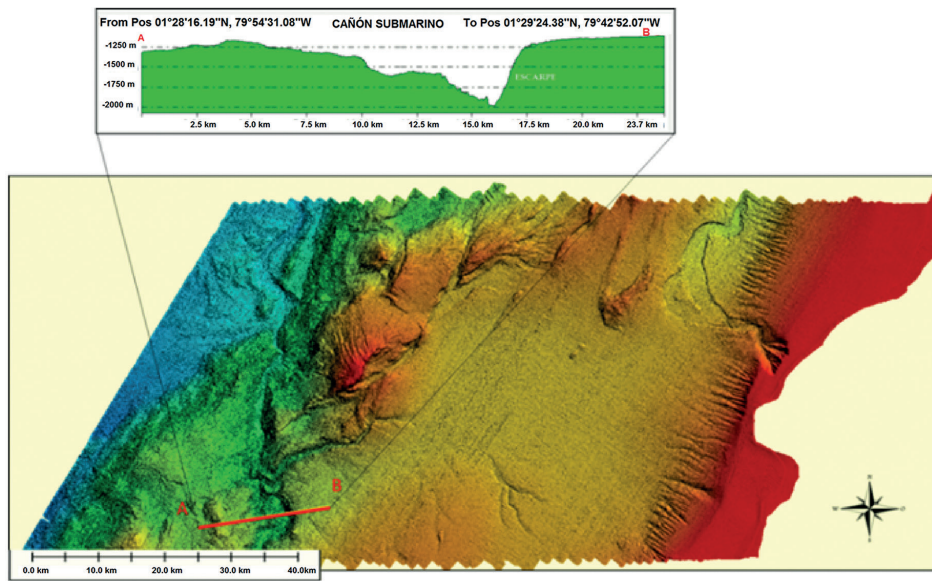 From Pos 01°28'16.19"N, 79°54'31.08"W CAÑÓN SUBMARINO To Pos 01°29'24.38"N, 79°42'52.07"W
A B
-1250 m
-1500 m
ESCARPE
-1750 m
-2000 m
2.5 km 5.0 km 7.5 km 10.0 km 12.5 km 15.0 km 17.5 km 20.0 km 23.7 km
B
A
N
S
0.0 km 10.0 km 20.0 km 30.0 km 40.0km